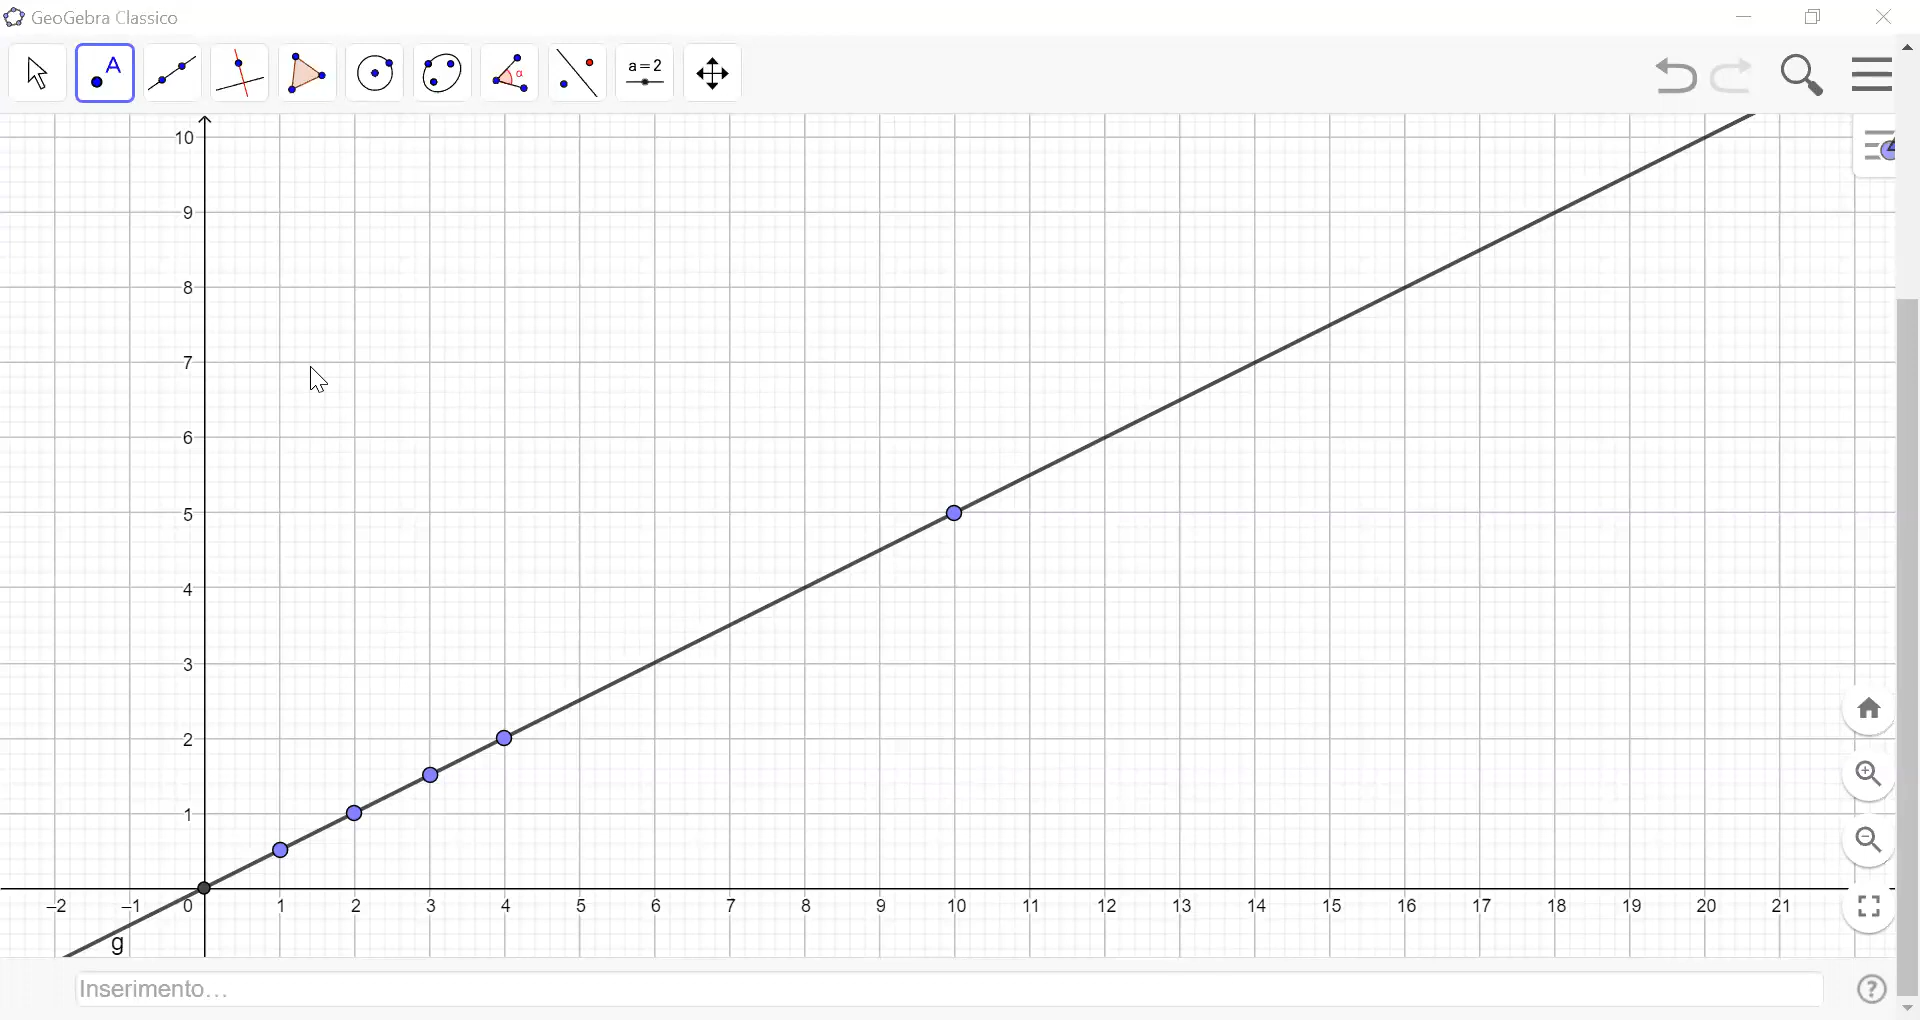 GeoGebra Classico
A
α
a=2
10
9
8
7
6
5
4
3
2
1
–2 –1 0 1 2 3 4 5 6 7 8 9 10 11 12 13 14 15 16 17 18 19 20 21
g
Inserimento…
?